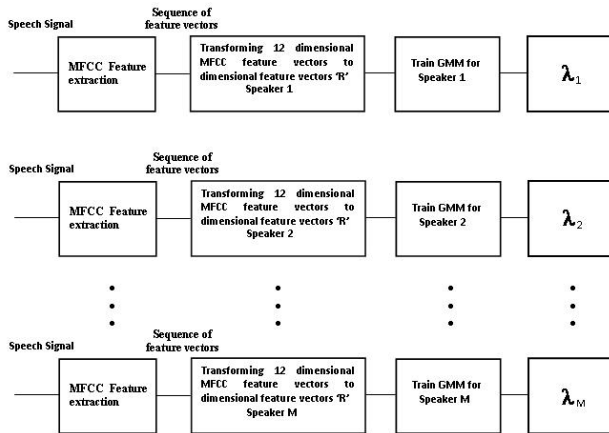 Speech Signal
Sequence of
feature vectors
MFCC Feature
extraction
Transforming 12 dimensional
MFCC feature vectors to
dimensional feature vectors 'R'
Speaker 1
Train GMM for
Speaker 1
λ1
Speech Signal
Sequence of
feature vectors
MFCC Feature
extraction
Transforming 12 dimensional
MFCC feature vectors to
dimensional feature vectors 'R'
Speaker 2
Train GMM for
Speaker 2
λ2
Speech Signal
Sequence of
feature vectors
MFCC Feature
extraction
Transforming 12 dimensional
MFCC feature vectors to
dimensional feature vectors 'R'
Speaker M
Train GMM for
Speaker M
λM